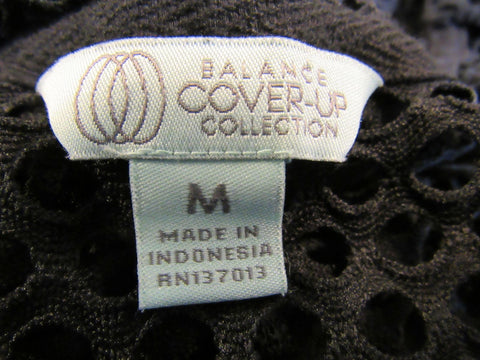 BALANCE
COVER-UP
COLLECTION
M
MADE IN
INDONESIA
RN137013